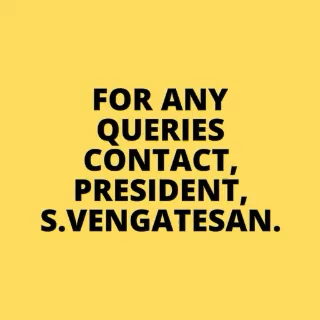 FOR ANY
QUERIES
CONTACT,
PRESIDENT,
S.VENGATESAN.